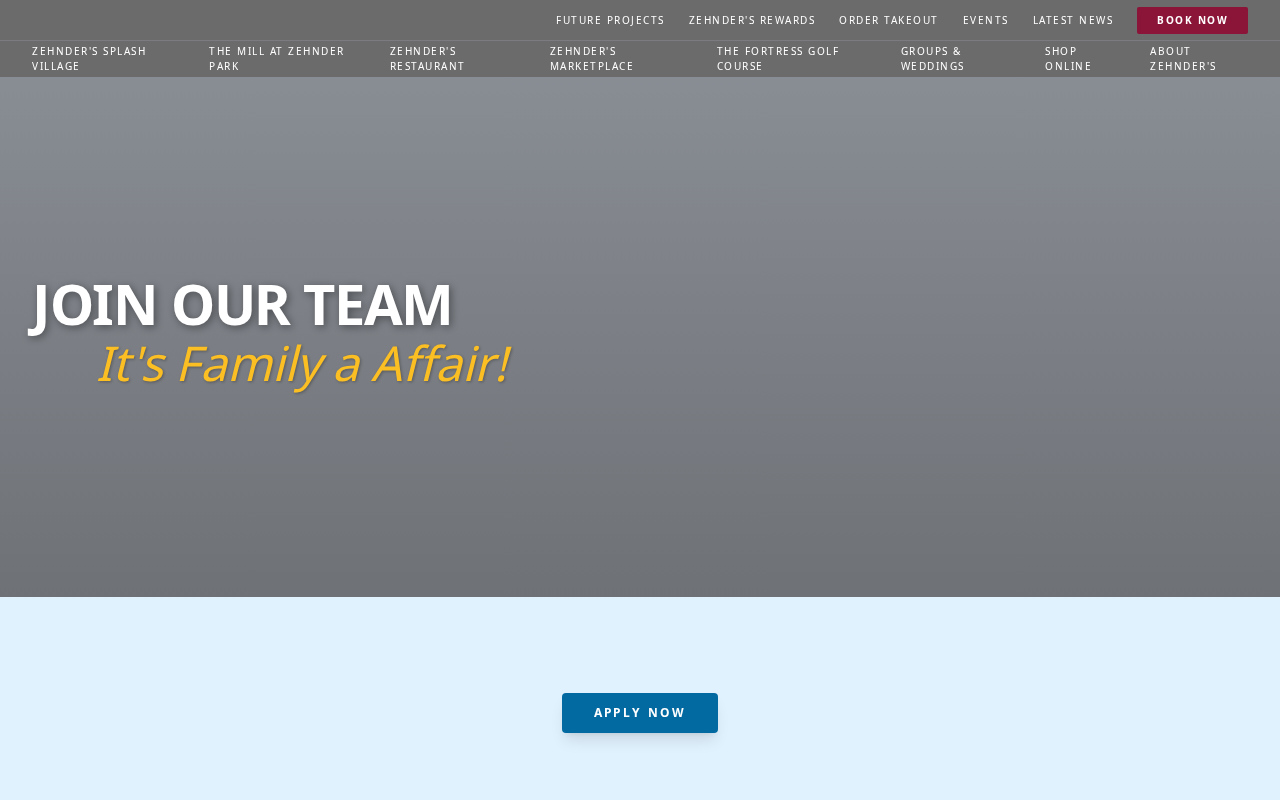 FUTURE PROJECTS ZEHNDER'S REWARDS ORDER TAKEOUT EVENTS LATEST NEWS BOOK NOW
ZEHNDER'S SPLASH VILLAGE
THE MILL AT ZEHNDER PARK
ZEHNDER'S RESTAURANT
ZEHNDER'S MARKETPLACE
THE FORTRESS GOLF COURSE
GROUPS & WEDDINGS
SHOP ONLINE
ABOUT ZEHNDER'S
JOIN OUR TEAM
It's Family a Affair!
APPLY NOW